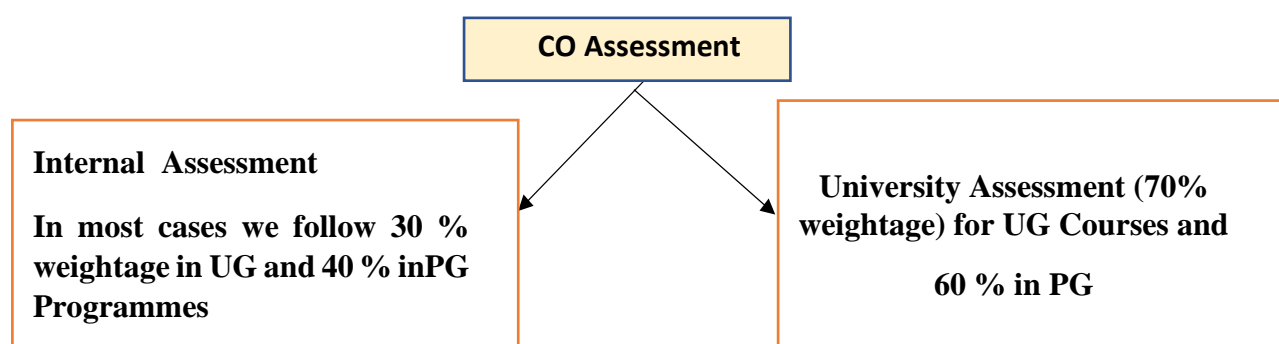 CO Assessment
Internal Assessment
In most cases we follow 30 %
weightage in UG and 40 % inPG
Programmes
University Assessment (70%
weightage) for UG Courses and
60 % in PG